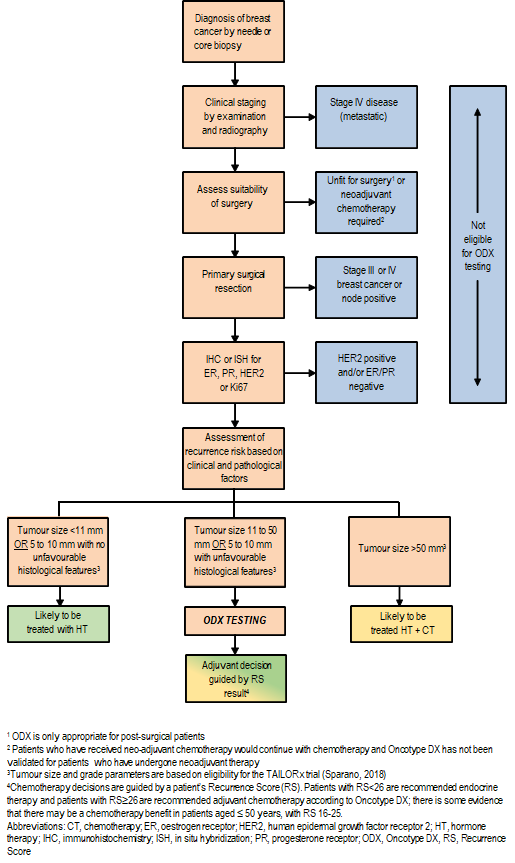 Diagnosis of breast
cancer by needle or
core biopsy
Clinical staging
by examination
and radiography
Stage IV disease
(metastatic)
Assess suitability
of surgery
Unfit for surgery1 or
neoadjuvant
chemotherapy
required2
Not
eligible
for ODX
testing
Primary surgical
resection
Stage III or IV
breast cancer or
node positive
IHC or ISH for
ER, PR, HER2
or Ki67
HER2 positive
and/or ER/PR
negative
Assessment of
recurrence risk based on
clinical and pathological
factors
Tumour size <11 mm
OR 5 to 10 mm with no
unfavourable
histological features3
Tumour size 11 to 50
mm OR 5 to 10 mm
with unfavourable
histological features3
Tumour size >50 mm3
Likely to be
treated with HT
ODX TESTING
Likely to be
treated HT + CT
Adjuvant decision
guided by RS
result4
1 ODX is only appropriate for post-surgical patients
2 Patients who have received neo-adjuvant chemotherapy would continue with chemotherapy and Oncotype DX has not been
validated for patients who have undergone neoadjuvant therapy
3Tumour size and grade parameters are based on eligibility for the TAILORx trial (Sparano, 2018)
4Chemotherapy decisions are guided by a patient's Recurrence Score (RS). Patients with RS<26 are recommended endocrine
therapy and patients with RS≥26 are recommended adjuvant chemotherapy according to Oncotype DX; there is some evidence
that there may be a chemotherapy benefit in patients aged ≤ 50 years, with RS 16-25.
Abbreviations: CT, chemotherapy; ER, oestrogen receptor; HER2, human epidermal growth factor receptor 2; HT, hormone
therapy; IHC, immunohistochemistry; ISH, in situ hybridization; PR, progesterone receptor; ODX, Oncotype DX, RS, Recurrence
Score